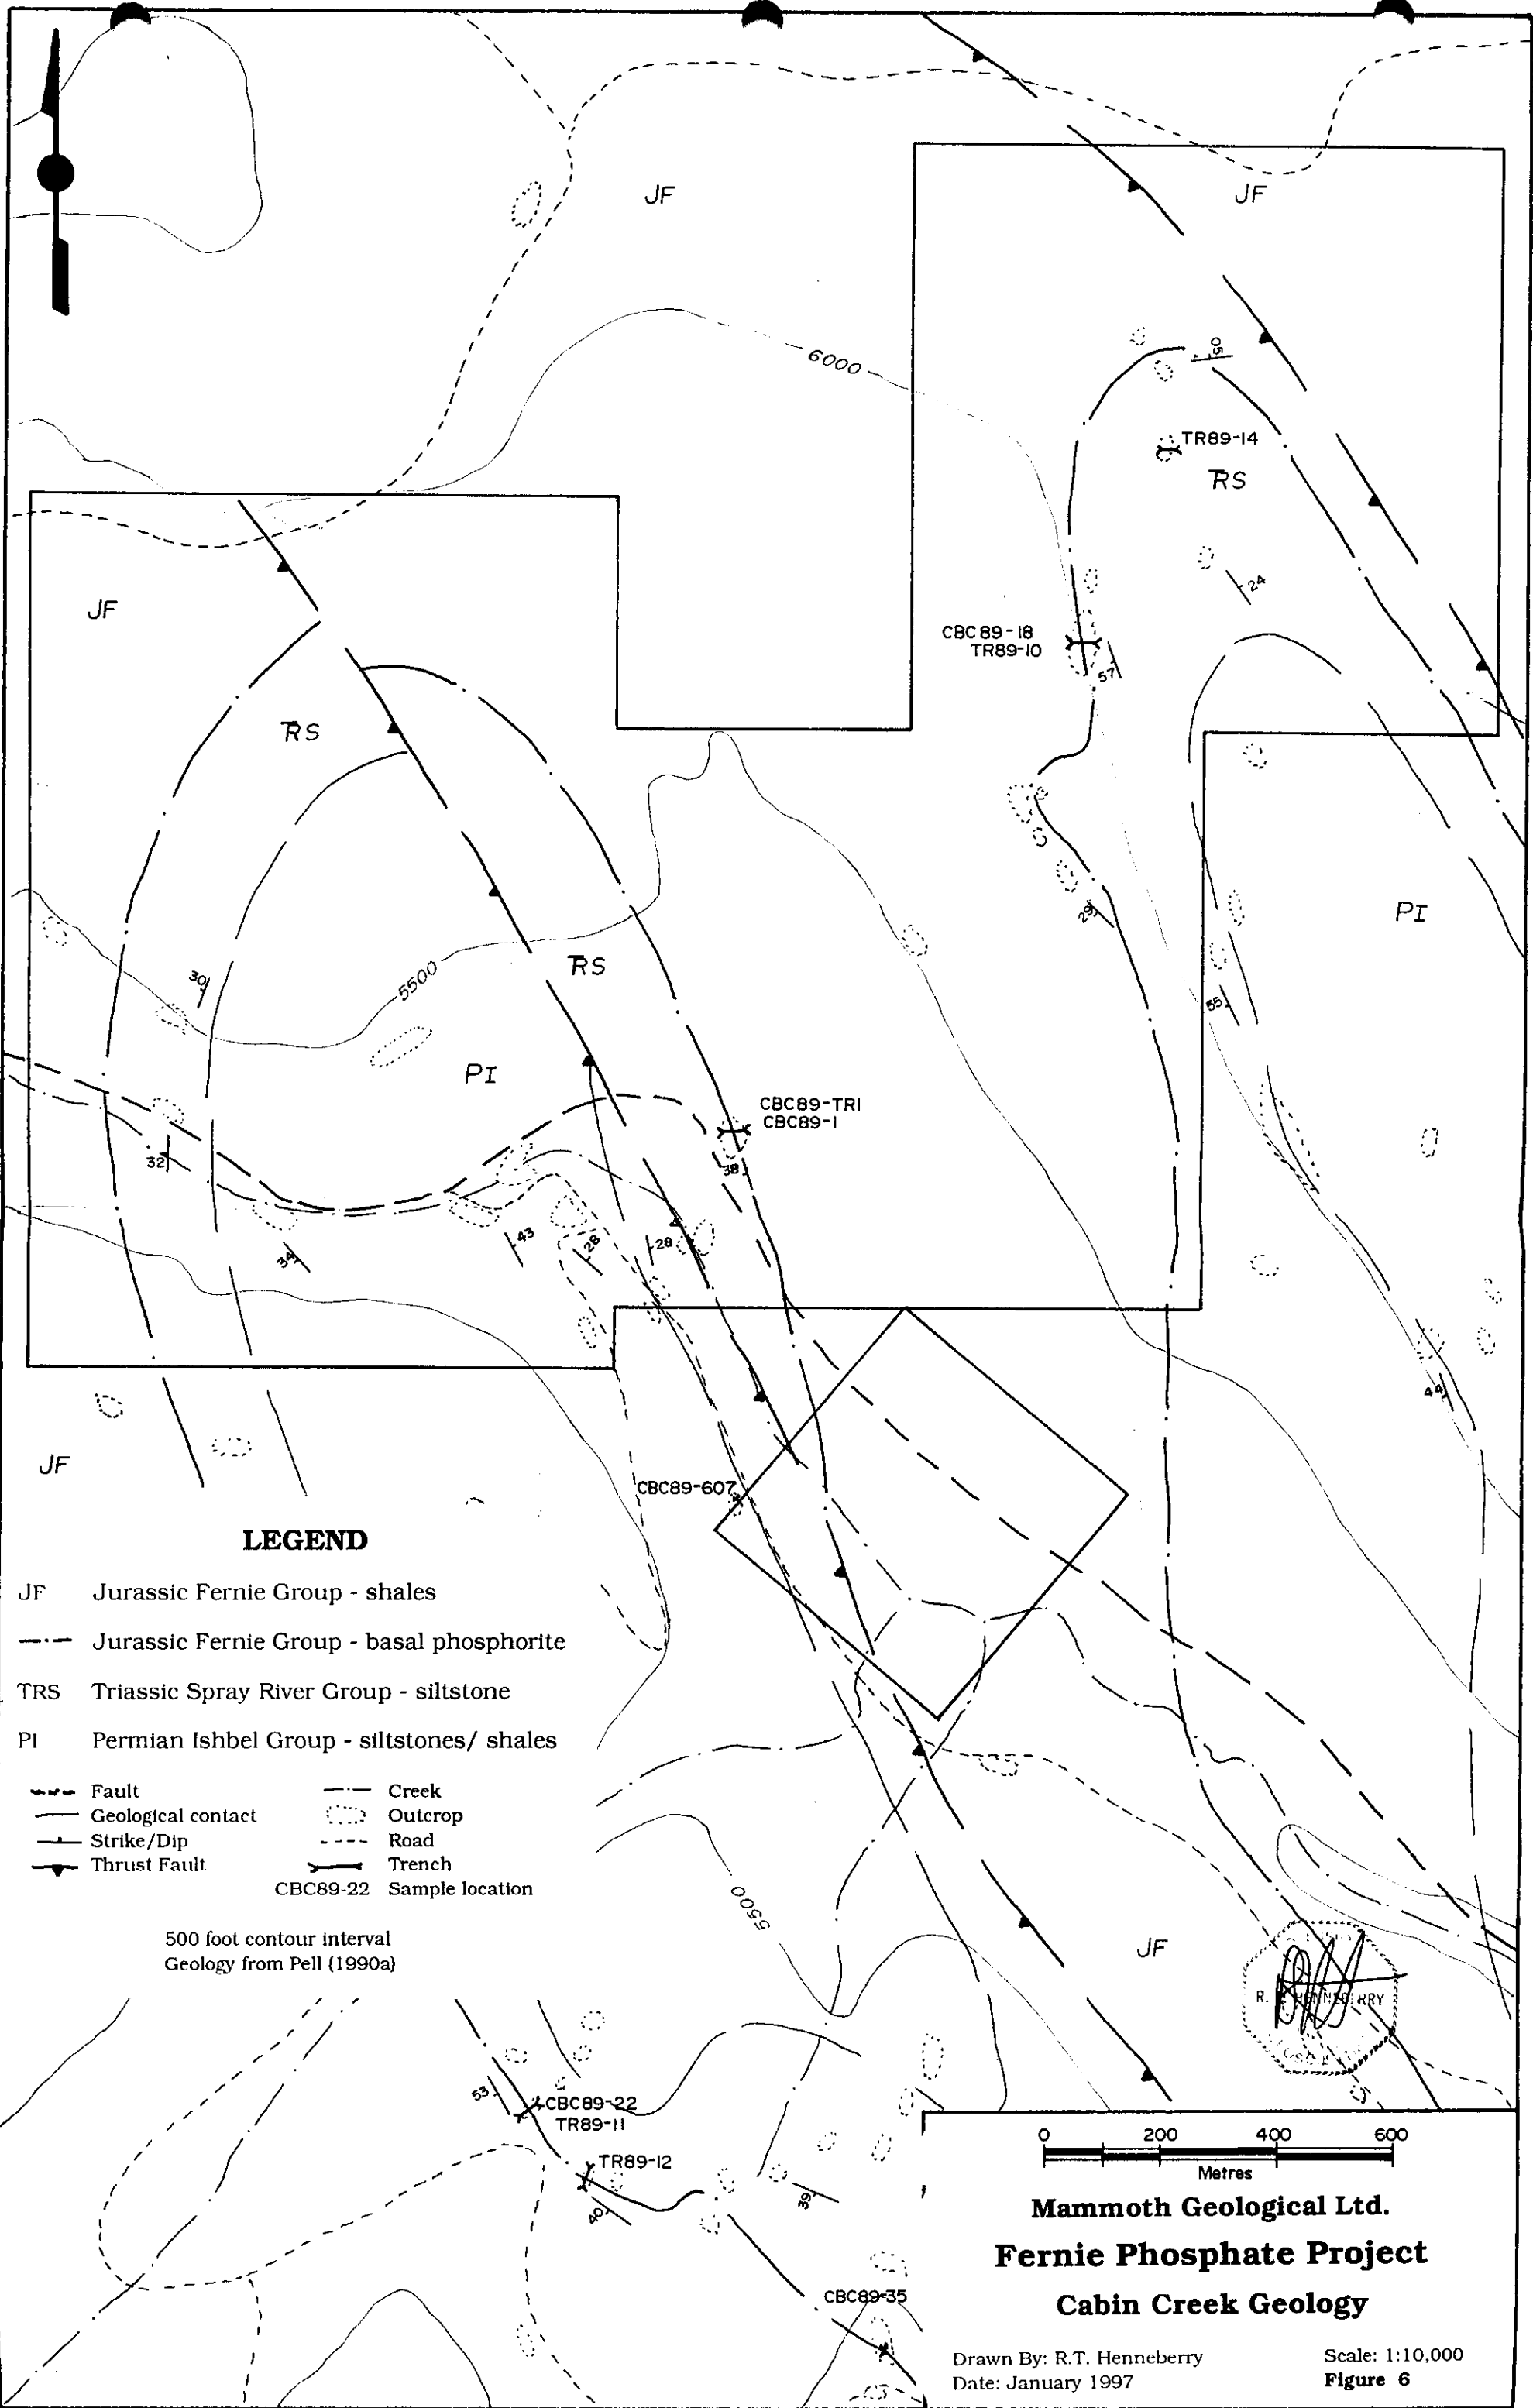 JF
JF
6000
05
TR89-14
TRS
24
JF
CBC89-18
TR89-10
57
TRS
29
PI
TRS
30
5500
55
PI
CBC89-TR1
CBC89-1
32
38
34
43
28
28
44
JF
CBC89-607
LEGEND
JF Jurassic Fernie Group - shales
Jurassic Fernie Group - basal phosphorite
TRS Triassic Spray River Group - siltstone
PI Permian Ishbel Group - siltstones/ shales
Fault
Creek
Geological contact
Outcrop
Strike/Dip
Road
Thrust Fault
Trench
CBC89-22 Sample location
500 foot contour interval
Geology from Pell (1990a)
5500
JF
R. HENNEBERRY
53
CBC89-22
TR89-11
TR89-12
40
39
CBC89-35
0 200 400 600
Metres
Mammoth Geological Ltd.
Fernie Phosphate Project
Cabin Creek Geology
Drawn By: R.T. Henneberry
Scale: 1:10,000
Date: January 1997
Figure 6